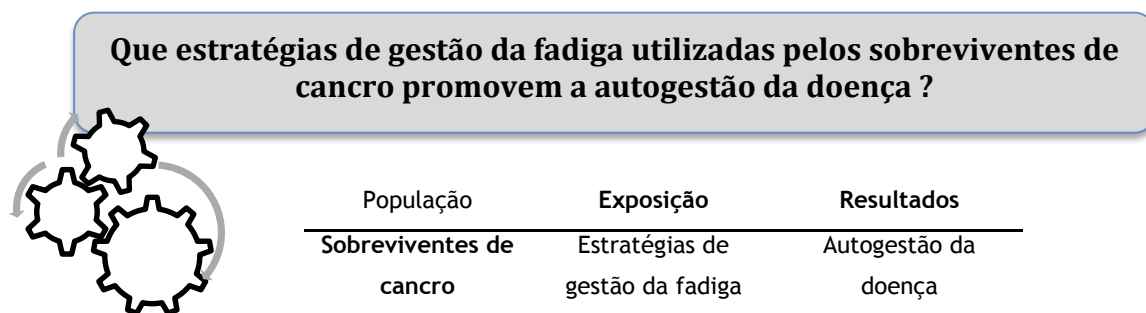 Que estratégias de gestão da fadiga utilizadas pelos sobreviventes de
cancro promovem a autogestão da doença ?
População Exposição Resultados
Sobreviventes de Estratégias de Autogestão da
cancro gestão da fadiga doença